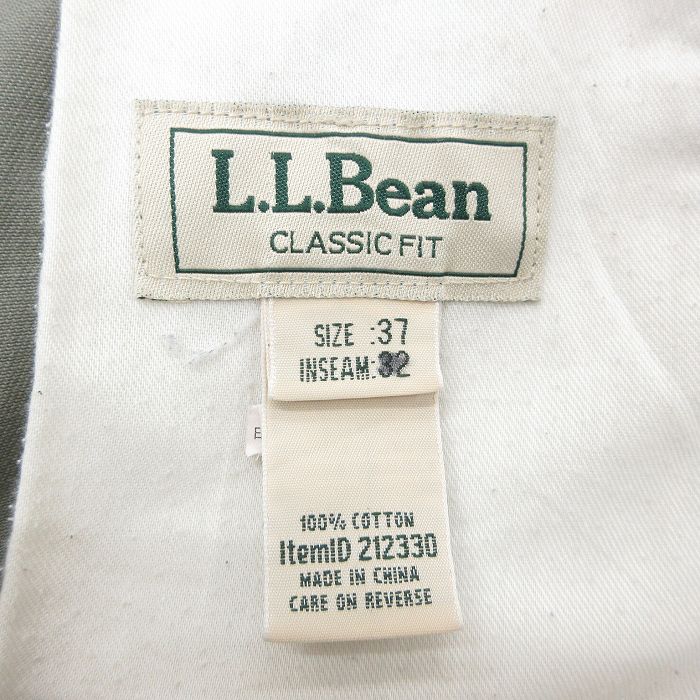 L.L.Bean
CLASSIC FIT
SIZE :37
INSEAM:32
E
100% COTTON
ItemID 212330
MADE IN CHINA
CARE ON REVERSE